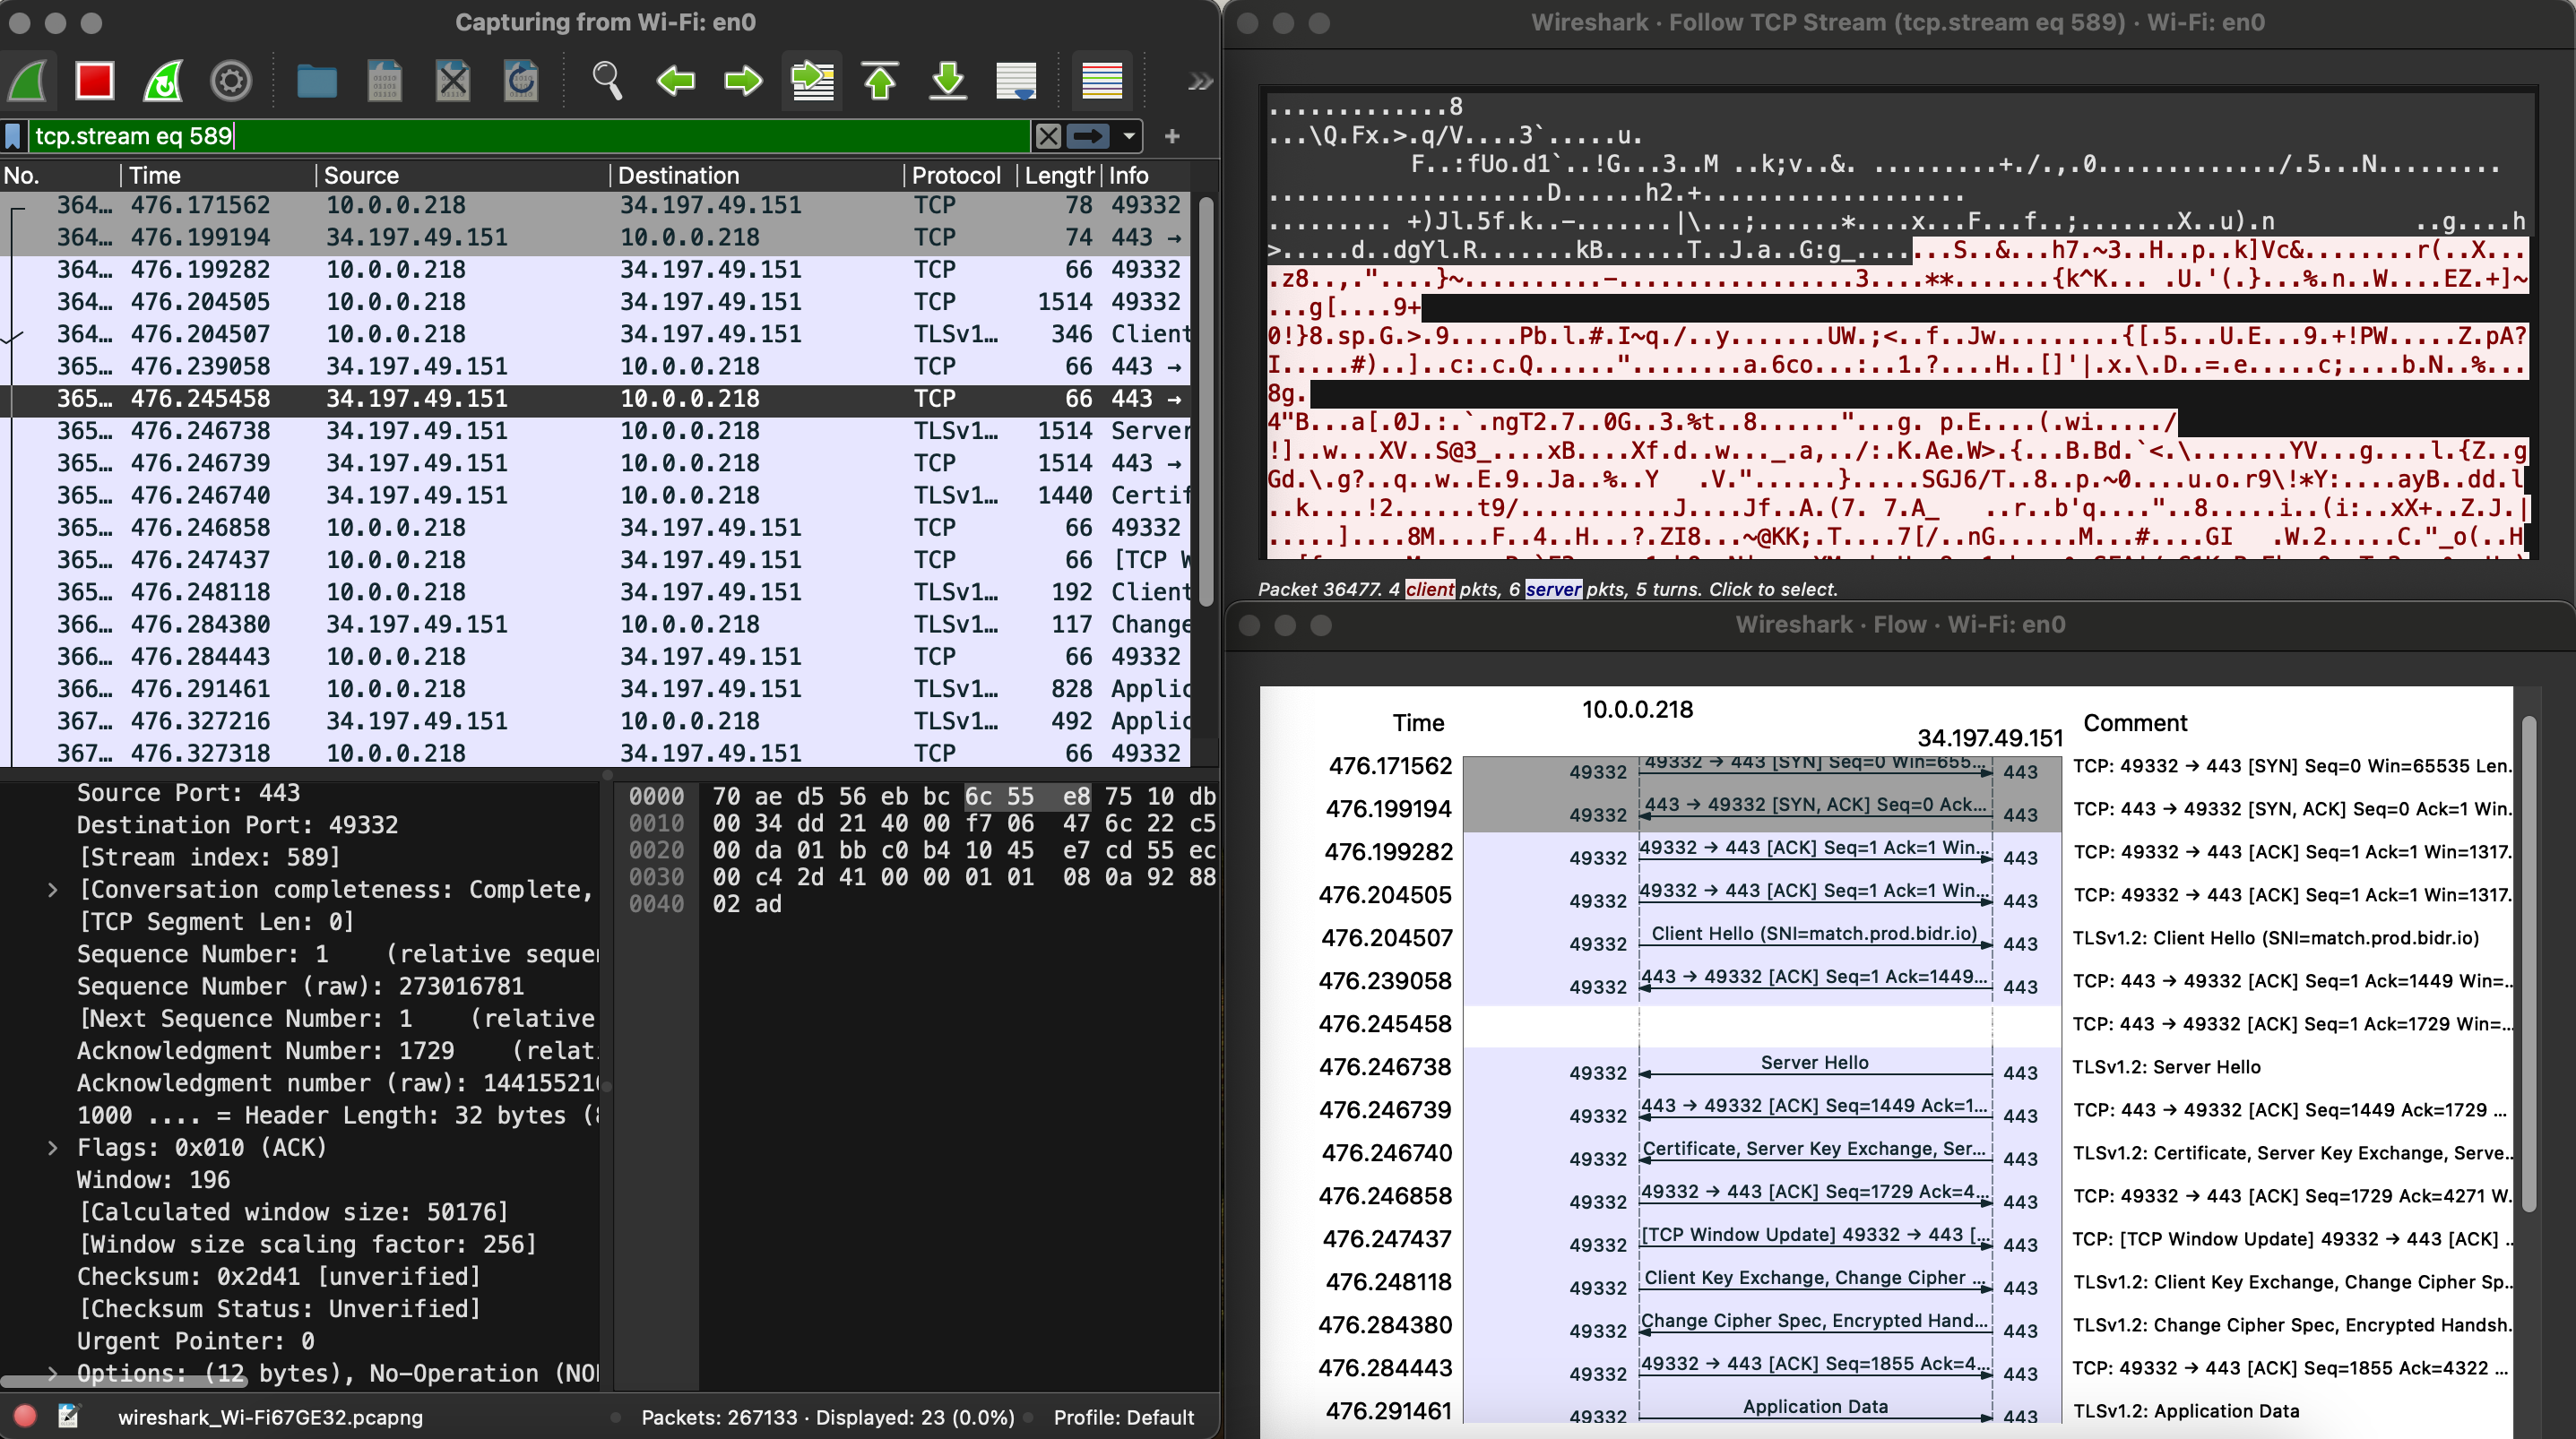 Capturing from Wi-Fi: en0
tcp.stream eq 589
No. Time Source Destination Protocol Length Info
364… 476.171562 10.0.0.218 34.197.49.151 TCP 78 49332
364… 476.199194 34.197.49.151 10.0.0.218 TCP 74 443 →
364… 476.199282 10.0.0.218 34.197.49.151 TCP 66 49332
364… 476.204505 10.0.0.218 34.197.49.151 TCP 1514 49332
364… 476.204507 10.0.0.218 34.197.49.151 TLSv1… 346 Client
365… 476.239058 34.197.49.151 10.0.0.218 TCP 66 443 →
365… 476.245458 34.197.49.151 10.0.0.218 TCP 66 443 →
365… 476.246738 34.197.49.151 10.0.0.218 TLSv1… 1514 Server
365… 476.246739 34.197.49.151 10.0.0.218 TCP 1514 443 →
365… 476.246740 34.197.49.151 10.0.0.218 TLSv1… 1440 Certif
365… 476.246858 10.0.0.218 34.197.49.151 TCP 66 49332
365… 476.247437 10.0.0.218 34.197.49.151 TCP 66 [TCP W
365… 476.248118 10.0.0.218 34.197.49.151 TLSv1… 192 Client
366… 476.284380 34.197.49.151 10.0.0.218 TLSv1… 117 Change
366… 476.284443 10.0.0.218 34.197.49.151 TCP 66 49332
366… 476.291461 10.0.0.218 34.197.49.151 TLSv1… 828 Applic
367… 476.327216 34.197.49.151 10.0.0.218 TLSv1… 492 Applic
367… 476.327318 10.0.0.218 34.197.49.151 TCP 66 49332
Source Port: 443
Destination Port: 49332
[Stream index: 589]
[Conversation completeness: Complete,
[TCP Segment Len: 0]
Sequence Number: 1 (relative sequen
Sequence Number (raw): 273016781
[Next Sequence Number: 1 (relative
Acknowledgment Number: 1729 (relat
Acknowledgment number (raw): 144155216
1000 .... = Header Length: 32 bytes (8
Flags: 0x010 (ACK)
Window: 196
[Calculated window size: 50176]
[Window size scaling factor: 256]
Checksum: 0x2d41 [unverified]
[Checksum Status: Unverified]
Urgent Pointer: 0
Options: (12 bytes), No-Operation (NO
0000 70 ae d5 56 eb bc 6c 55 e8 75 10 db
0010 00 34 dd 21 40 00 f7 06 47 6c 22 c5
0020 00 da 01 bb c0 b4 10 45 e7 cd 55 ec
0030 00 c4 2d 41 00 00 01 01 08 0a 92 88
0040 02 ad
wireshark_Wi-Fi67GE32.pcapng
Packets: 267133 · Displayed: 23 (0.0%)
Profile: Default
Wireshark · Follow TCP Stream (tcp.stream eq 589) · Wi-Fi: en0
.............8
...\Q.Fx.>.q/V....3`.....u.
F..:fUo.d1`..!G...3..M ..k;v..&. .........+./.,.0............./.5...N.........
....................D......h2.+...................
......... +)Jl.5f.k..-.......|\...;......*....x...F...f..;.......X..u).n ..g....h
>.....d..dgYl.R.......kB......T..J.a..G:g_.......S..&...h7.~3..H..p..k]Vc&........r(..X...
.z8..,."....}~..........-.................3....**.......{k^K... .U.'(.}...%.n..W....EZ.+]~
...g[....9+
0!}8.sp.G.>.9.....Pb.l.#.I~q./..y.......UW.;<..f..Jw.........{[.5...U.E...9.+!PW.....Z.pA?
I.....#)..]..c:.c.Q......"........a.6co...:..1.?....H..[]'|.x.\.D..=.e.....c;....b.N..%...
8g.
4"B...a[.0J.:.`.ngT2.7..0G..3.%t..8......"...g. p.E....(.wi...../
!]..w...XV..S@3_....xB....Xf.d..w..._.a,../:.K.Ae.W>.{...B.Bd.`<.\.......YV...g....l.{Z..g
Gd.\.g?..q..w..E.9..Ja..%..Y .V."......}.....SGJ6/T..8..p.~0....u.o.r9\!*Y:....ayB..dd.l
..k....!2......t9/...........J....Jf..A.(7. 7.A_ ..r..b'q...."..8.....i..(i:..xX+..Z.J.|
.....]....8M....F..4..H...?.ZI8...~@KK;.T....7[/..nG......M...#....GI .W.2.....C."_o(..H
Packet 36477. 4 client pkts, 6 server pkts, 5 turns. Click to select.
Wireshark · Flow · Wi-Fi: en0
Time 10.0.0.218 34.197.49.151 Comment
476.171562 49332 49332 → 443 [SYN] Seq=0 Win=655… 443 TCP: 49332 → 443 [SYN] Seq=0 Win=65535 Len.
476.199194 49332 443 → 49332 [SYN, ACK] Seq=0 Ack… 443 TCP: 443 → 49332 [SYN, ACK] Seq=0 Ack=1 Win.
476.199282 49332 49332 → 443 [ACK] Seq=1 Ack=1 Win… 443 TCP: 49332 → 443 [ACK] Seq=1 Ack=1 Win=1317.
476.204505 49332 49332 → 443 [ACK] Seq=1 Ack=1 Win… 443 TCP: 49332 → 443 [ACK] Seq=1 Ack=1 Win=1317.
476.204507 49332 Client Hello (SNI=match.prod.bidr.io) 443 TLSv1.2: Client Hello (SNI=match.prod.bidr.io)
476.239058 49332 443 → 49332 [ACK] Seq=1 Ack=1449… 443 TCP: 443 → 49332 [ACK] Seq=1 Ack=1449 Win=..
476.245458 TCP: 443 → 49332 [ACK] Seq=1 Ack=1729 Win=…
476.246738 49332 Server Hello 443 TLSv1.2: Server Hello
476.246739 49332 443 → 49332 [ACK] Seq=1449 Ack=1… 443 TCP: 443 → 49332 [ACK] Seq=1449 Ack=1729 …
476.246740 49332 Certificate, Server Key Exchange, Ser… 443 TLSv1.2: Certificate, Server Key Exchange, Serve..
476.246858 49332 49332 → 443 [ACK] Seq=1729 Ack=4… 443 TCP: 49332 → 443 [ACK] Seq=1729 Ack=4271 W.
476.247437 49332 [TCP Window Update] 49332 → 443 [… 443 TCP: [TCP Window Update] 49332 → 443 [ACK] ..
476.248118 49332 Client Key Exchange, Change Cipher … 443 TLSv1.2: Client Key Exchange, Change Cipher Sp..
476.284380 49332 Change Cipher Spec, Encrypted Hand… 443 TLSv1.2: Change Cipher Spec, Encrypted Handsh.
476.284443 49332 49332 → 443 [ACK] Seq=1855 Ack=4… 443 TCP: 49332 → 443 [ACK] Seq=1855 Ack=4322 …
476.291461 49332 Application Data 443 TLSv1.2: Application Data